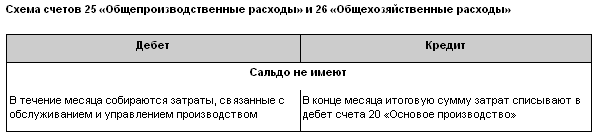 Схема счетов 25 «Общепроизводственные расходы» и 26 «Общехозяйственные расходы»
Дебет
Кредит
Сальдо не имеют
В течение месяца собираются затраты, связанные с
обслуживанием и управлением производством
В конце месяца итоговую сумму затрат списывают в
дебет счета 20 «Основое производство»